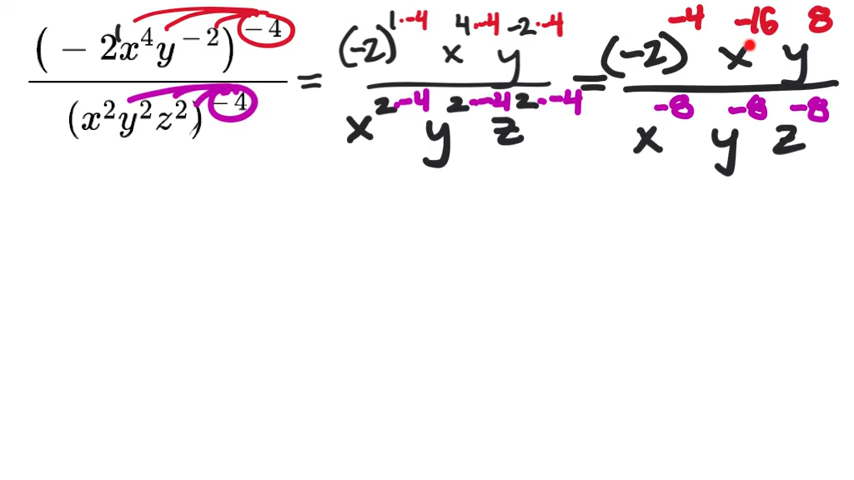 (−2¹x⁴y⁻²)⁻⁴ / (x²y²z²)⁻⁴ = (-2)^{1·-4} x^{4·-4} y^{-2·-4} / x^{2·-4} y^{2·-4} z^{2·-4} = (-2)⁻⁴ x⁻¹⁶ y⁸ / x⁻⁸ y⁻⁸ z⁻⁸